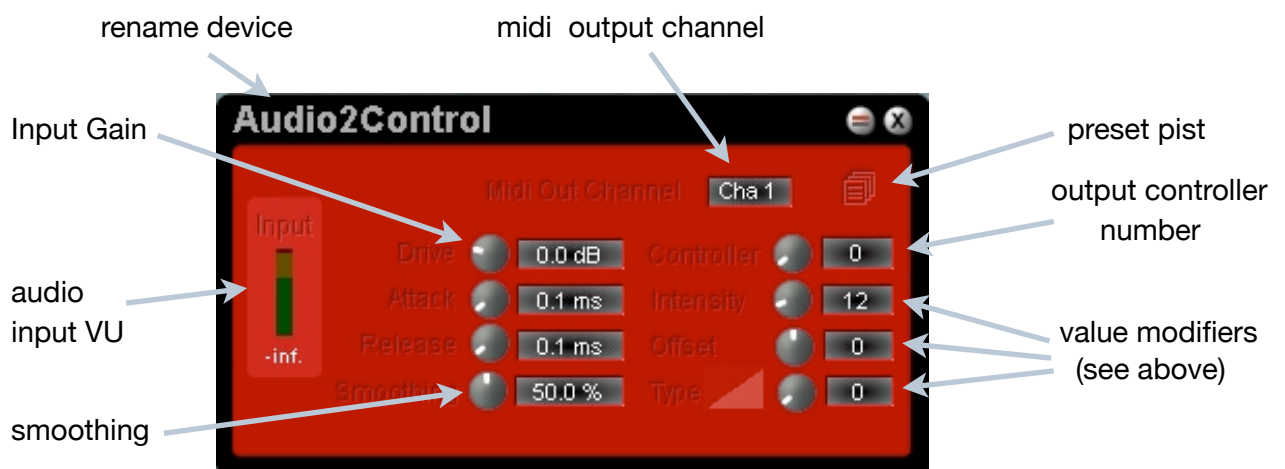 rename device
midi output channel
Input Gain
Audio2Control
X
preset pist
Midi Out Channel
Cha 1
output controller
number
Input
Drive
0.0 dB
Controller
0
audio
input VU
Attack
0.1 ms
Intensity
12
-inf.
Release
0.1 ms
Offset
0
value modifiers
(see above)
Smoothing
50.0 %
Type
0
smoothing